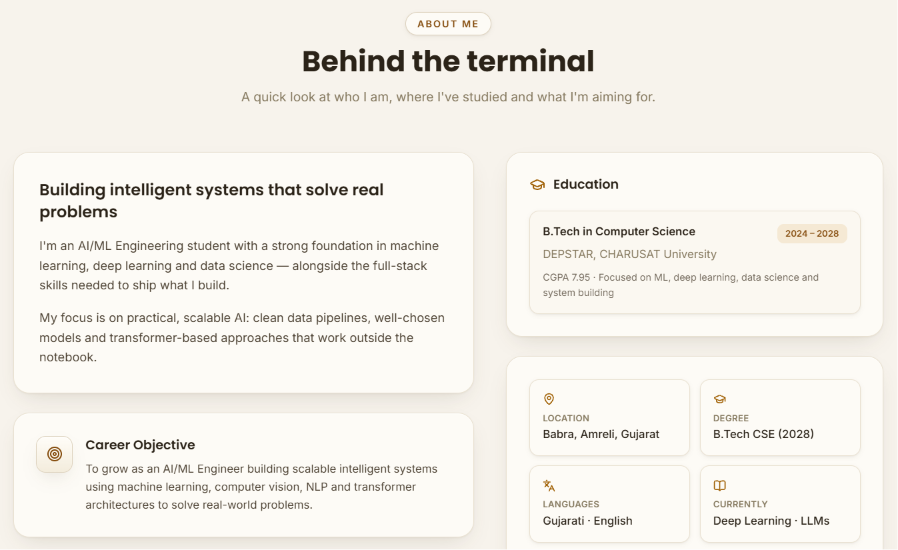 ABOUT ME
Behind the terminal
A quick look at who I am, where I've studied and what I'm aiming for.
Building intelligent systems that solve real
problems
I'm an AI/ML Engineering student with a strong foundation in machine
learning, deep learning and data science — alongside the full-stack
skills needed to ship what I build.
My focus is on practical, scalable AI: clean data pipelines, well-chosen
models and transformer-based approaches that work outside the
notebook.
Career Objective
To grow as an AI/ML Engineer building scalable intelligent systems
using machine learning, computer vision, NLP and transformer
architectures to solve real-world problems.
Education
B.Tech in Computer Science
2024 – 2028
DEPSTAR, CHARUSAT University
CGPA 7.95 · Focused on ML, deep learning, data science and
system building
LOCATION
Babra, Amreli, Gujarat
DEGREE
B.Tech CSE (2028)
LANGUAGES
Gujarati · English
CURRENTLY
Deep Learning · LLMs